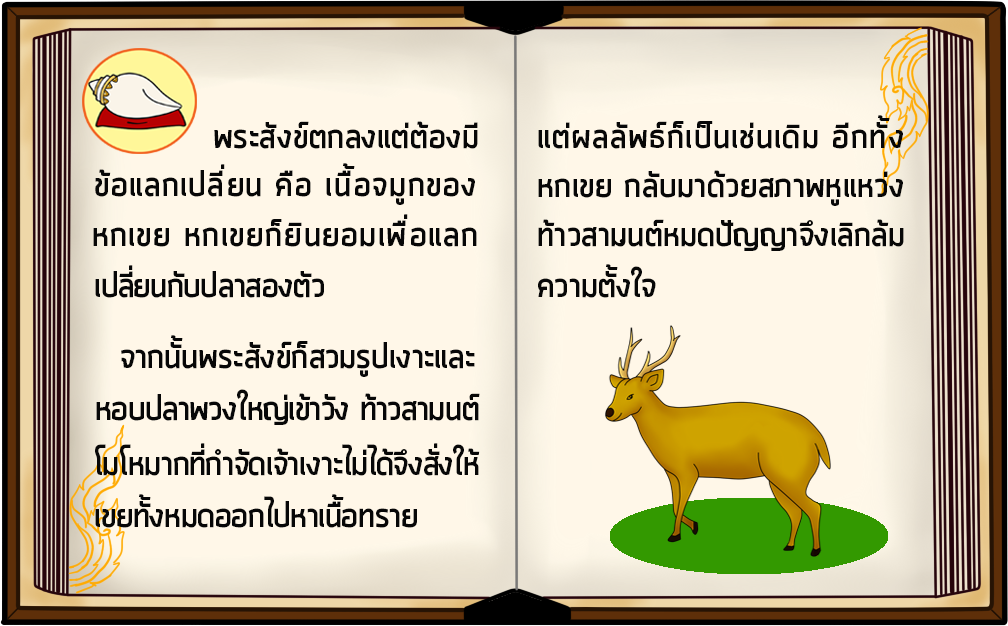 พระสังข์ตกลงแต่ต้องมี
ข้อแลกเปลี่ยน คือ เนื้อจมูกของ
หกเขย หกเขยก็ยินยอมเพื่อแลก
เปลี่ยนกับปลาสองตัว
จากนั้นพระสังข์ก็สวมรูปเงาะและ
หอบปลาพวงใหญ่เข้าวัง ท้าวสามนต์
โมโหมากที่กำจัดเจ้าเงาะไม่ได้จึงสั่งให้
เขยทั้งหมดออกไปหาเนื้อทราย
แต่ผลลัพธ์ก็เป็นเช่นเดิม อีกทั้ง
หกเขย กลับมาด้วยสภาพหูแหว่ง
ท้าวสามนต์หมดปัญญาจึงเลิกล้ม
ความตั้งใจ